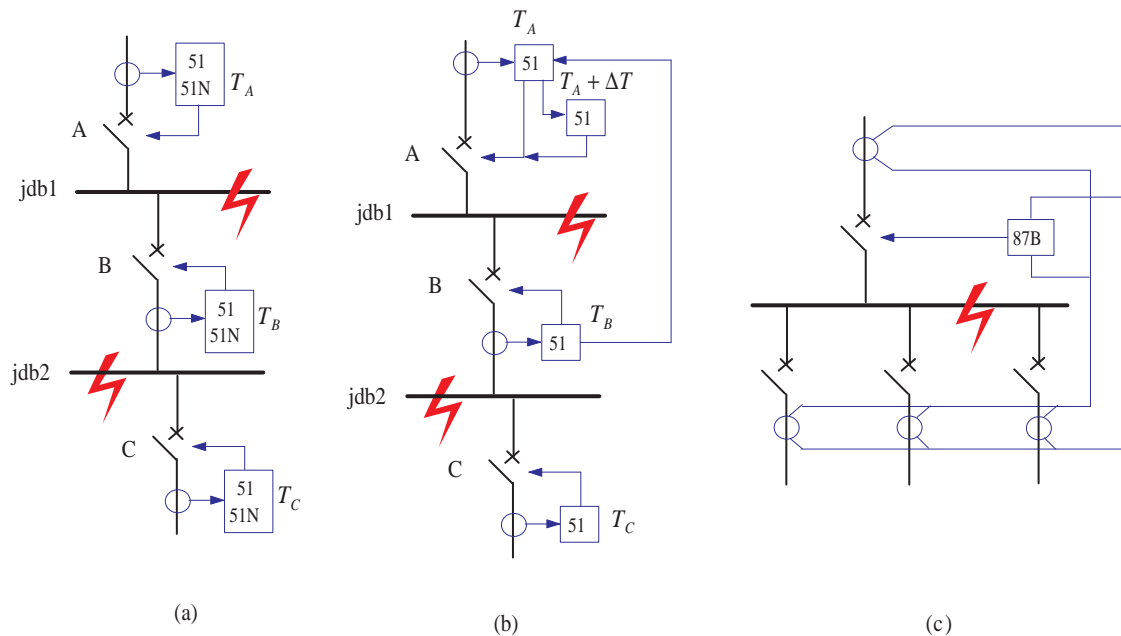 51
51N
T_A
A
jdb1
B
51
51N
T_B
jdb2
C
51
51N
T_C
(a)
T_A
51
T_A + ΔT
51
A
jdb1
B
51
T_B
jdb2
C
51
T_C
(b)
87B
(c)